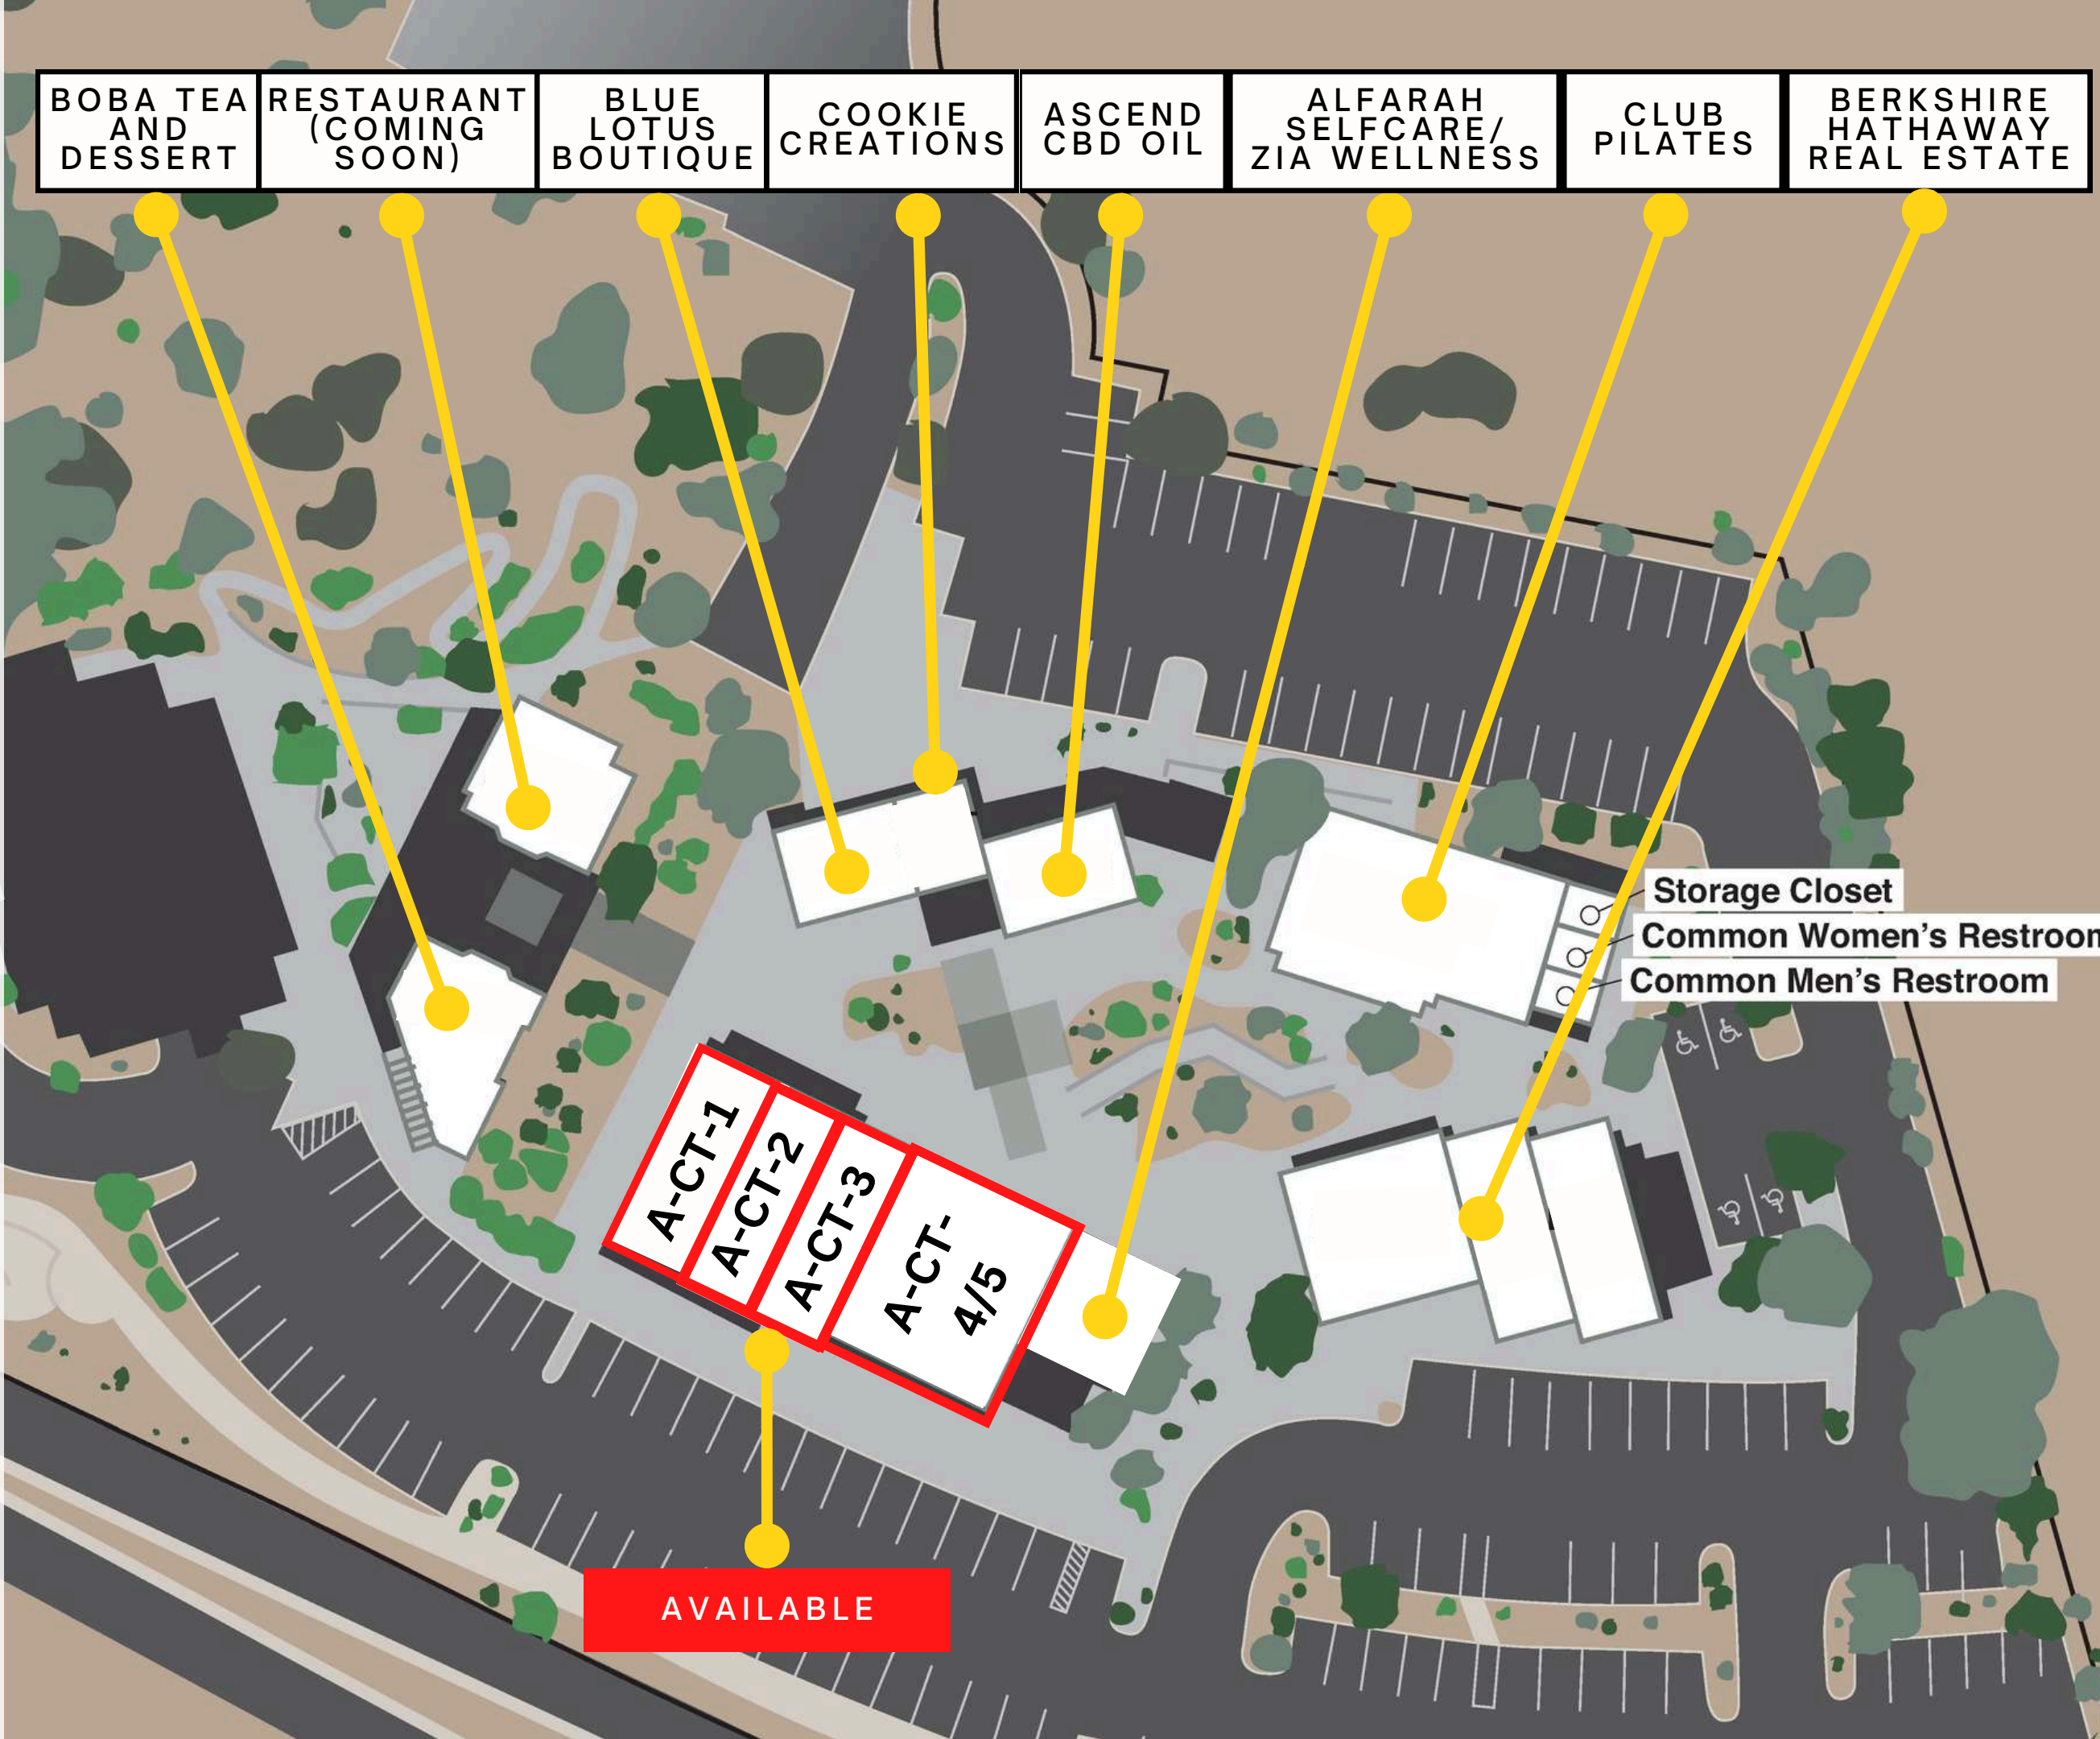 BOBA TEA
AND
DESSERT
RESTAURANT
(COMING
SOON)
BLUE
LOTUS
BOUTIQUE
COOKIE
CREATIONS
ASCEND
CBD OIL
ALFARAH
SELFCARE/
ZIA WELLNESS
CLUB
PILATES
BERKSHIRE
HATHAWAY
REAL ESTATE
Storage Closet
Common Women's Restroon
Common Men's Restroom
A-CT-1
A-CT-2
A-CT-3
A-CT-
4/5
AVAILABLE